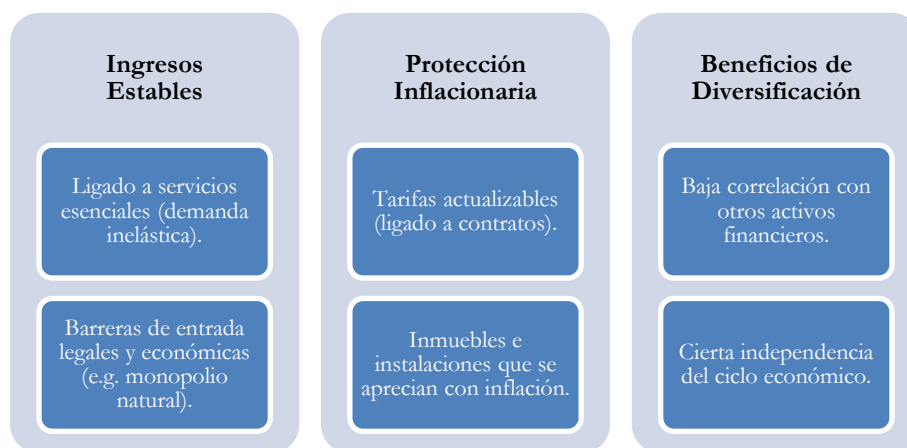 Ingresos
Estables
Ligado a servicios
esenciales (demanda
inelástica).
Barreras de entrada
legales y económicas
(e.g. monopolio
natural).
Protección
Inflacionaria
Tarifas actualizables
(ligado a contratos).
Inmuebles e
instalaciones que se
aprecian con inflación.
Beneficios de
Diversificación
Baja correlación con
otros activos
financieros.
Cierta independencia
del ciclo económico.